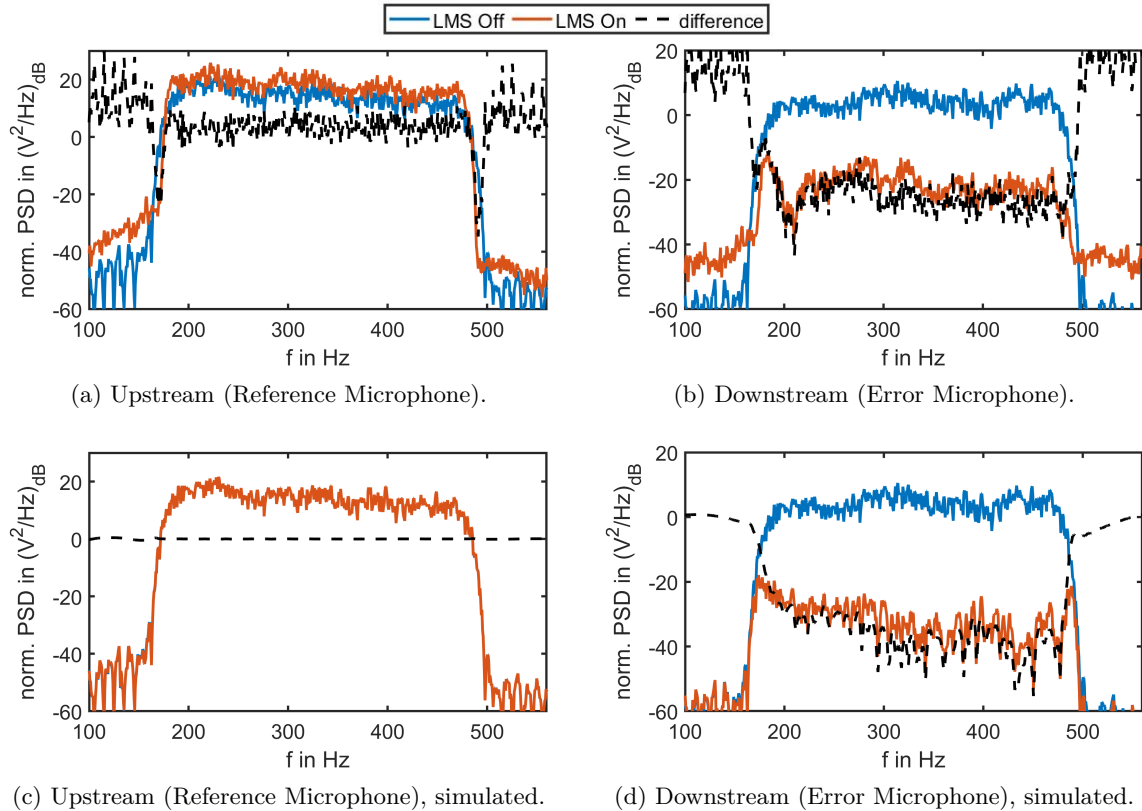 LMS Off LMS On difference
norm. PSD in (V²/Hz)dB
20
0
-20
-40
-60
100 200 300 400 500
f in Hz
(a) Upstream (Reference Microphone).
norm. PSD in (V²/Hz)dB
20
0
-20
-40
-60
100 200 300 400 500
f in Hz
(b) Downstream (Error Microphone).
norm. PSD in (V²/Hz)dB
20
0
-20
-40
-60
100 200 300 400 500
f in Hz
(c) Upstream (Reference Microphone), simulated.
norm. PSD in (V²/Hz)dB
20
0
-20
-40
-60
100 200 300 400 500
f in Hz
(d) Downstream (Error Microphone), simulated.